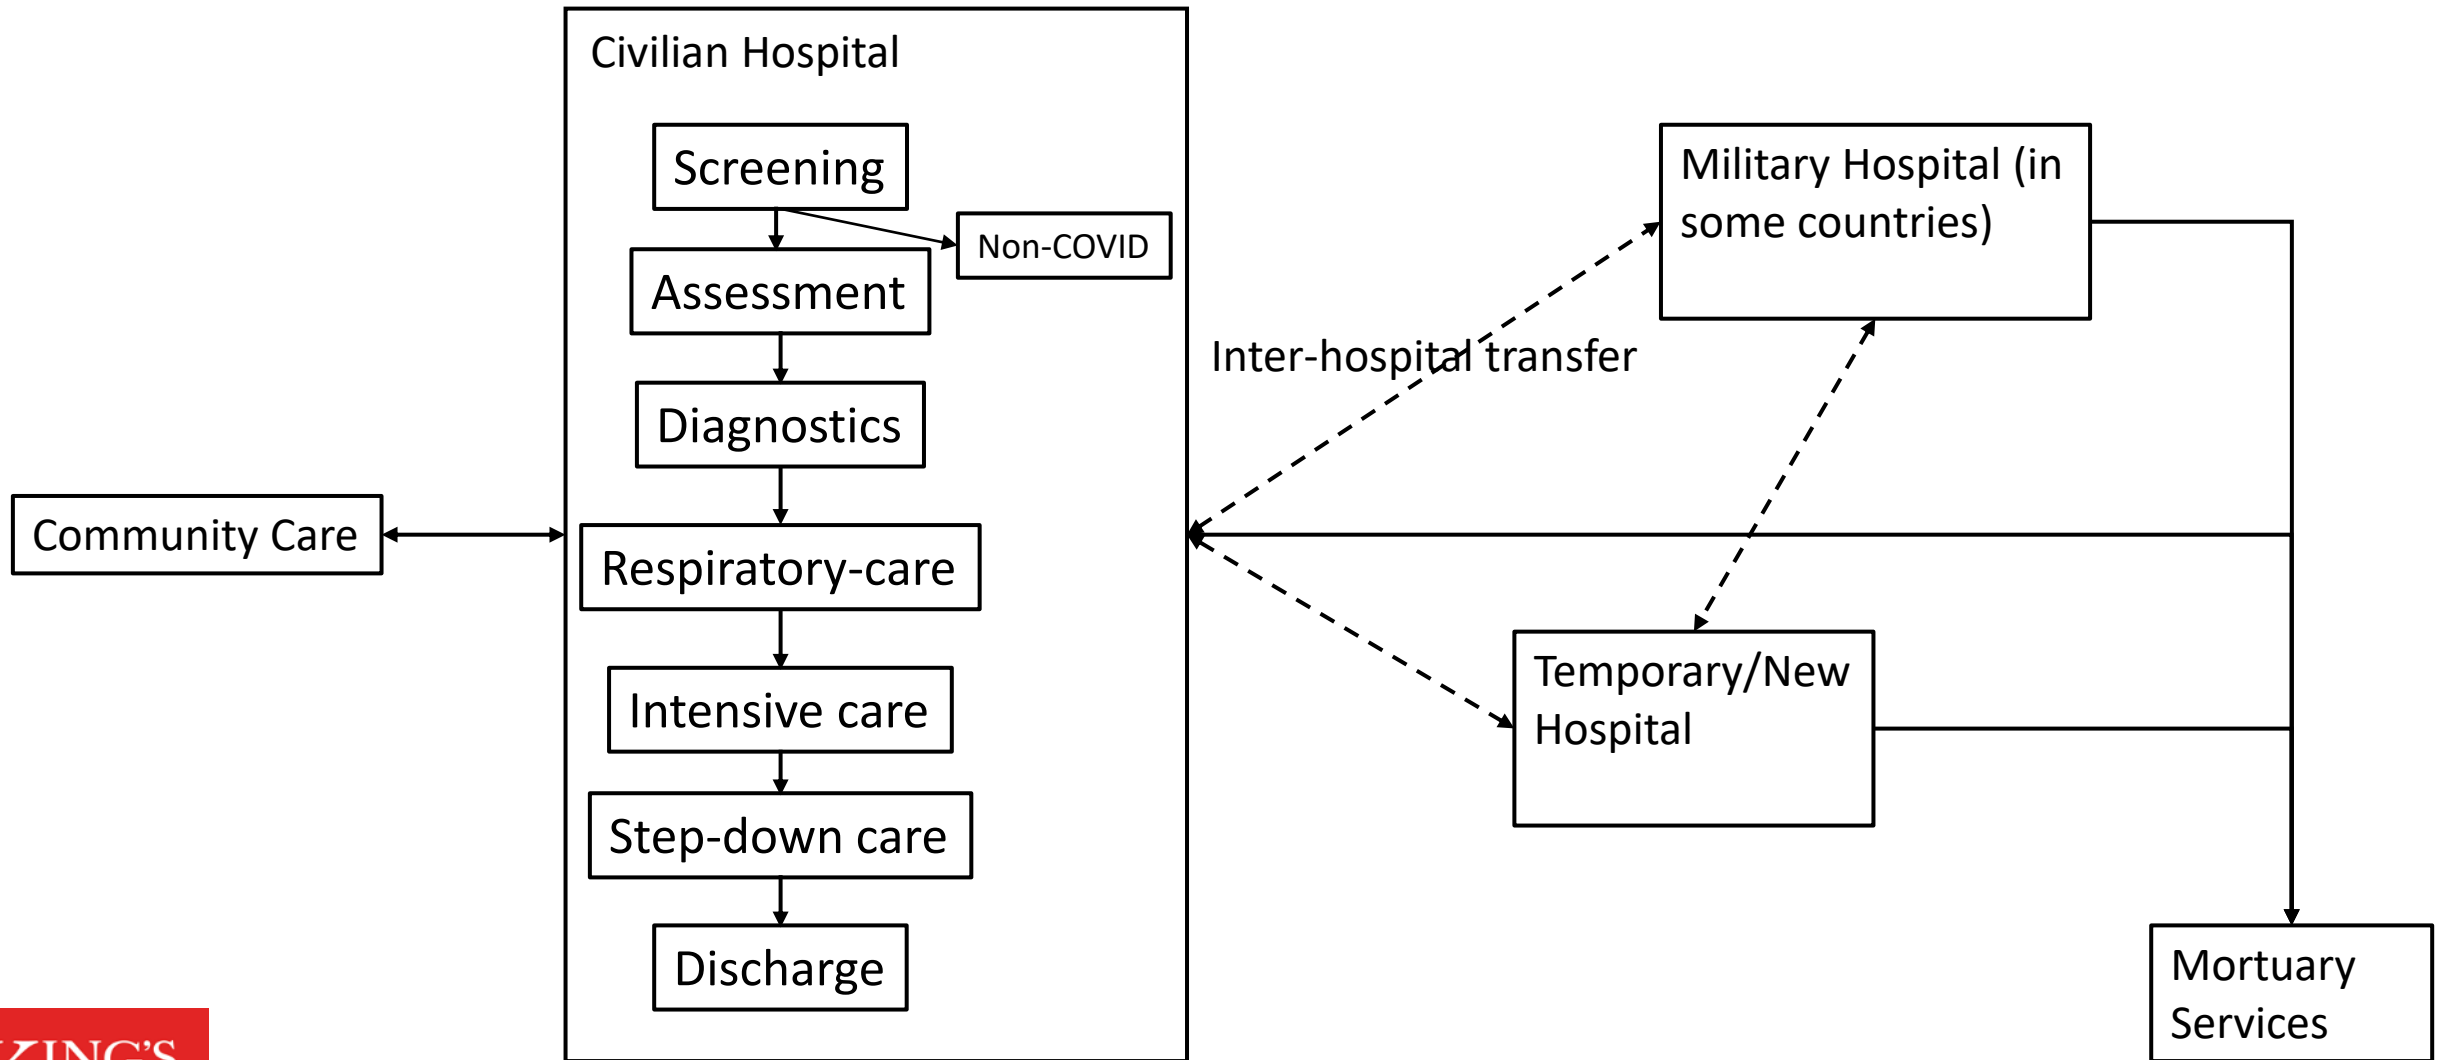 Civilian Hospital
Screening
Non-COVID
Assessment
Diagnostics
Community Care
Respiratory-care
Intensive care
Step-down care
Discharge
Inter-hospital transfer
Military Hospital (in
some countries)
Temporary/New
Hospital
Mortuary
Services
KING'S